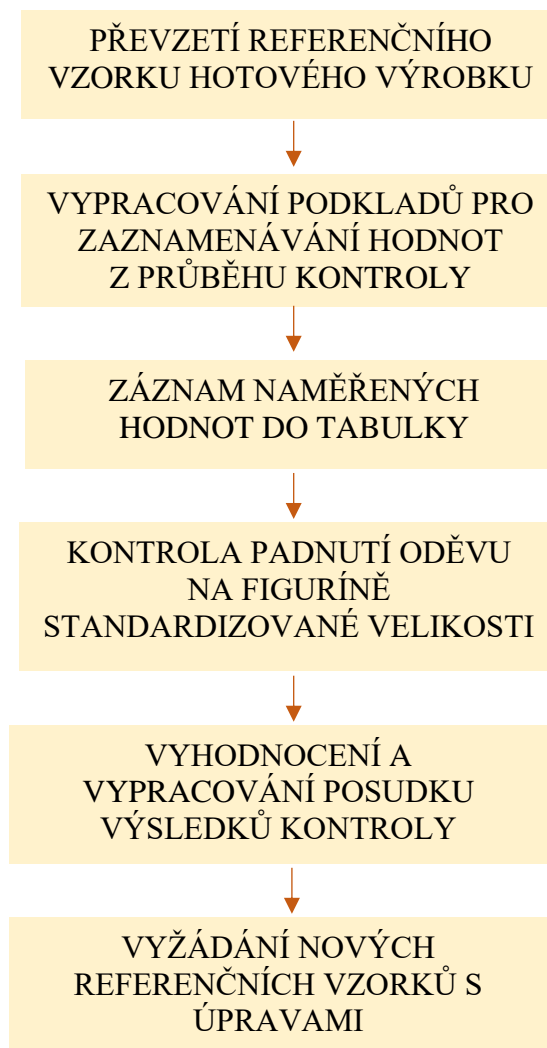 PŘEVZETÍ REFERENČNÍHO
VZORKU HOTOVÉHO VÝROBKU
VYPRACOVÁNÍ PODKLADŮ PRO
ZAZNAMENÁVÁNÍ HODNOT
Z PRŮBĚHU KONTROLY
ZÁZNAM NAMĚŘENÝCH
HODNOT DO TABULKY
KONTROLA PADNUTÍ ODĚVU
NA FIGURÍNĚ
STANDARDIZOVANÉ VELIKOSTI
VYHODNOCENÍ A
VYPRACOVÁNÍ POSUDKU
VÝSLEDKŮ KONTROLY
VYŽÁDÁNÍ NOVÝCH
REFERENČNÍCH VZORKŮ S
ÚPRAVAMI